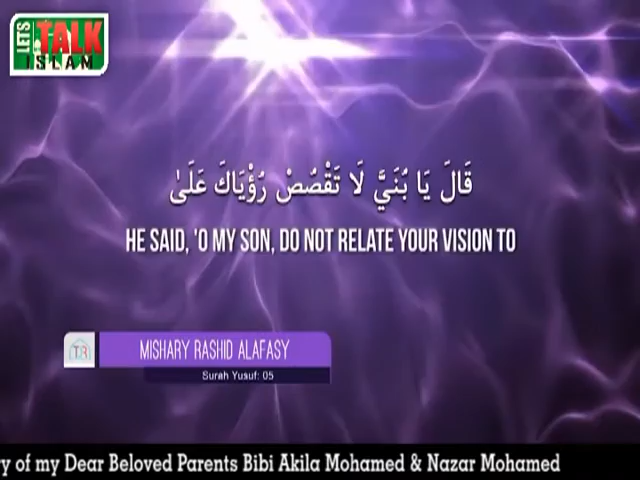 LET'S
TALK
ISLAM
قَالَ يَا بُنَيَّ لَا تَقْصُصْ رُؤْيَاكَ عَلَىٰ
HE SAID, 'O MY SON, DO NOT RELATE YOUR VISION TO
MISHARY RASHID ALAFASY
Surah Yusuf: 05
y of my Dear Beloved Parents Bibi Akila Mohamed & Nazar Mohamed